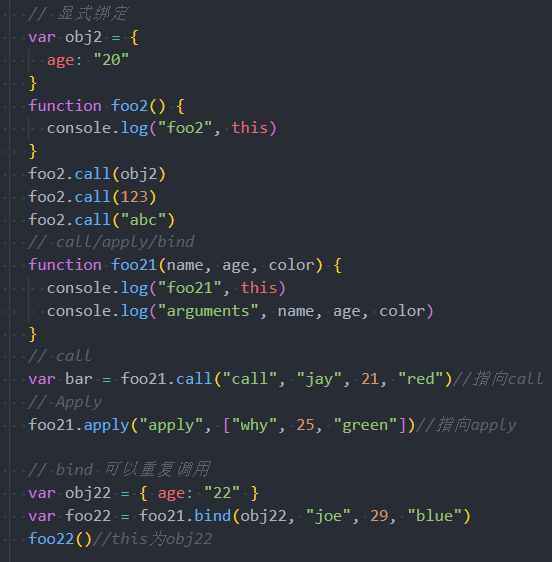 // 显式绑定
var obj2 = {
  age: "20"
}
function foo2() {
  console.log("foo2", this)
}
foo2.call(obj2)
foo2.call(123)
foo2.call("abc")
// call/apply/bind
function foo21(name, age, color) {
  console.log("foo21", this)
  console.log("arguments", name, age, color)
}
// call
var bar = foo21.call("call", "jay", 21, "red")//指向call
// Apply
foo21.apply("apply", ["why", 25, "green"])//指向apply

// bind 可以重复调用
var obj22 = { age: "22" }
var foo22 = foo21.bind(obj22, "joe", 29, "blue")
foo22()//this为obj22